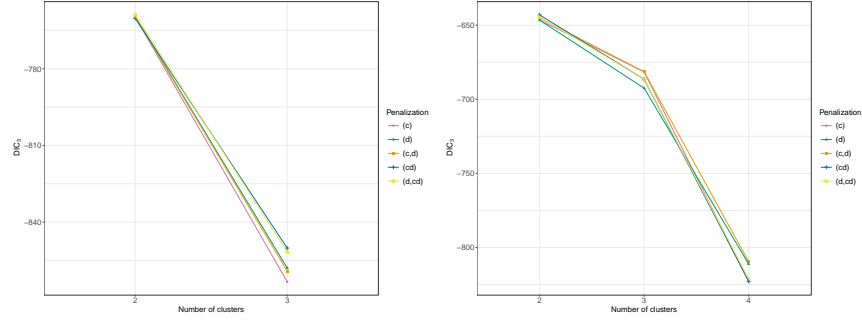 −780
−810
−840
DIC3
2
3
Number of clusters
Penalization
(c)
(d)
(c,d)
(cd)
(d,cd)
−650
−700
−750
−800
DIC3
2
3
4
Number of clusters
Penalization
(c)
(d)
(c,d)
(cd)
(d,cd)